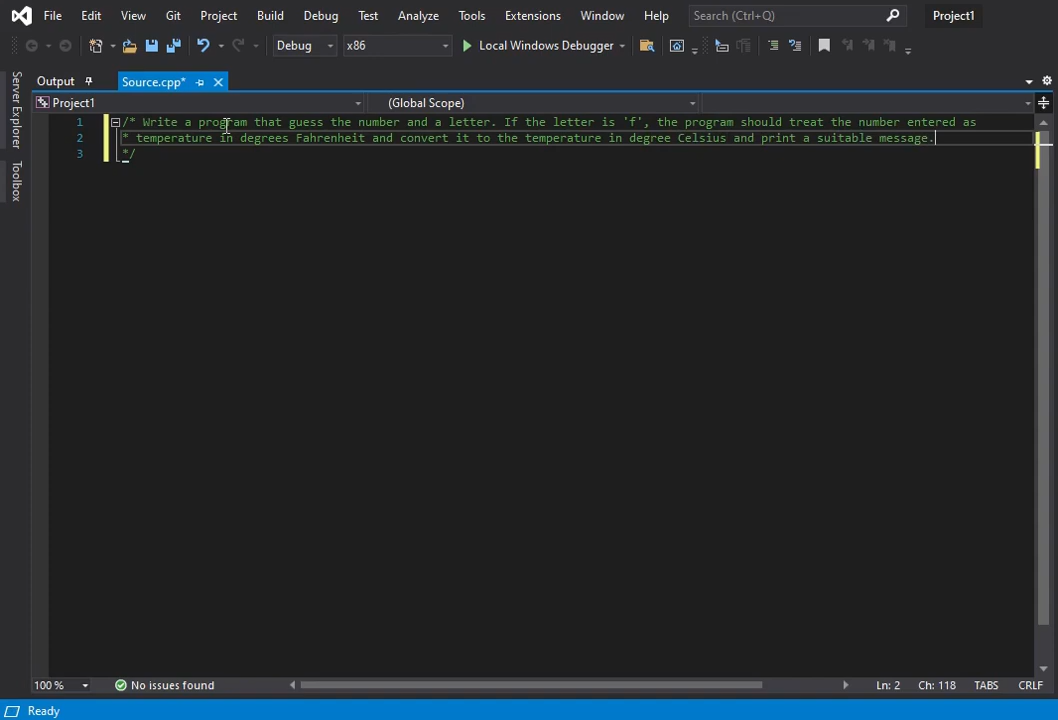 File Edit View Git Project Build Debug Test Analyze Tools Extensions Window Help Search (Ctrl+Q) Project1
Debug x86 Local Windows Debugger
Output Source.cpp*
Project1 (Global Scope)
1 /* Write a program that guess the number and a letter. If the letter is 'f', the program should treat the number entered as
2 * temperature in degrees Fahrenheit and convert it to the temperature in degree Celsius and print a suitable message.
3 */
Server Explorer
Toolbox
100 % No issues found Ln: 2 Ch: 118 TABS CRLF
Ready